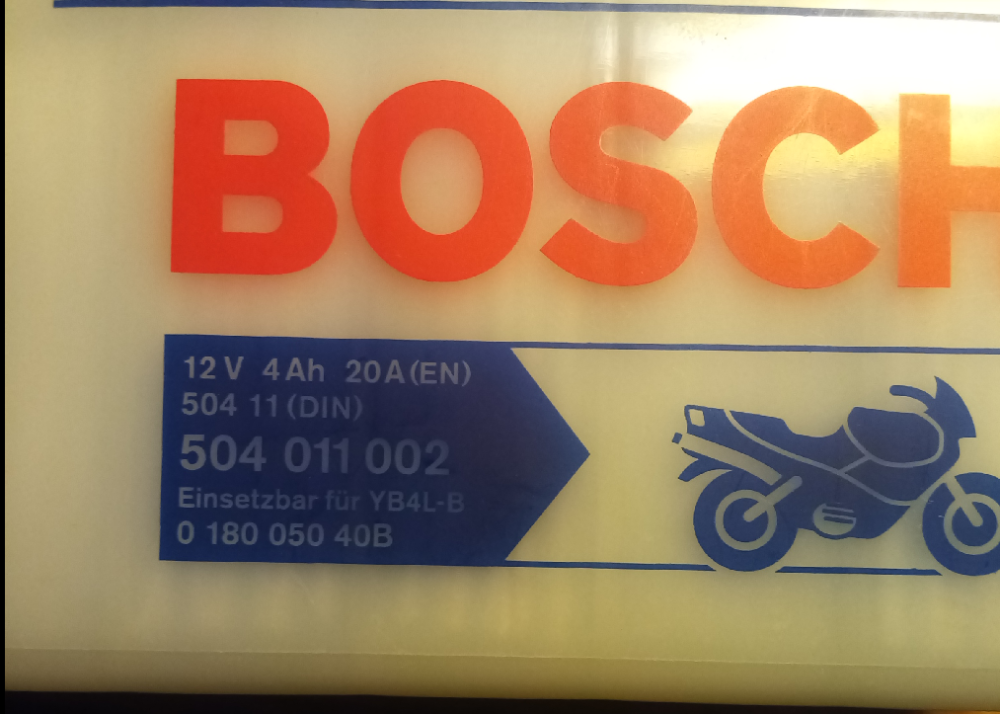 BOSCH
12 V 4 Ah 20 A (EN)
504 11 (DIN)
504 011 002
Einsetzbar für YB4L-B
0 180 050 40B